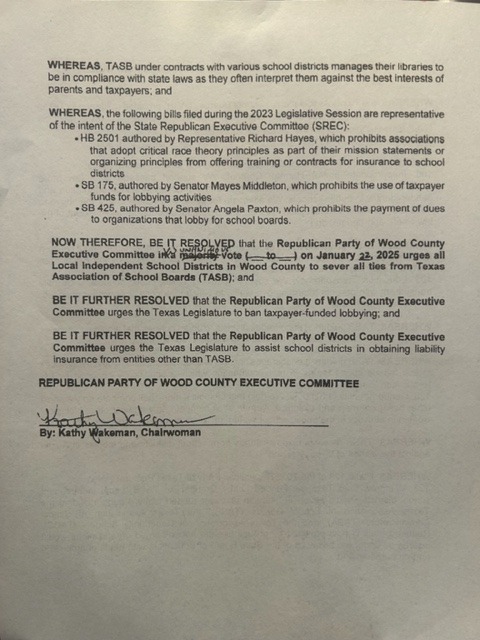 WHEREAS, TASB under contracts with various school districts manages their libraries to
be in compliance with state laws as they often interpret them against the best interests of
parents and taxpayers; and
WHEREAS, the following bills filed during the 2023 Legislative Session are representative
of the intent of the State Republican Executive Committee (SREC):
• HB 2501 authored by Representative Richard Hayes, which prohibits associations
that adopt critical race theory principles as part of their mission statements or
organizing principles from offering training or contracts for insurance to school
districts
• SB 175, authored by Senator Mayes Middleton, which prohibits the use of taxpayer
funds for lobbying activities
• SB 425, authored by Senator Angela Paxton, which prohibits the payment of dues
to organizations that lobby for school boards.
NOW THEREFORE, BE IT RESOLVED that the Republican Party of Wood County
Executive Committee in a majority vote (___to___) on January 22, 2025 urges all
Local Independent School Districts in Wood County to sever all ties from Texas
Association of School Boards (TASB); and
BE IT FURTHER RESOLVED that the Republican Party of Wood County Executive
Committee urges the Texas Legislature to ban taxpayer-funded lobbying; and
BE IT FURTHER RESOLVED that the Republican Party of Wood County Executive
Committee urges the Texas Legislature to assist school districts in obtaining liability
insurance from entities other than TASB.
REPUBLICAN PARTY OF WOOD COUNTY EXECUTIVE COMMITTEE
Kathy Wakeman
By: Kathy Wakeman, Chairwoman